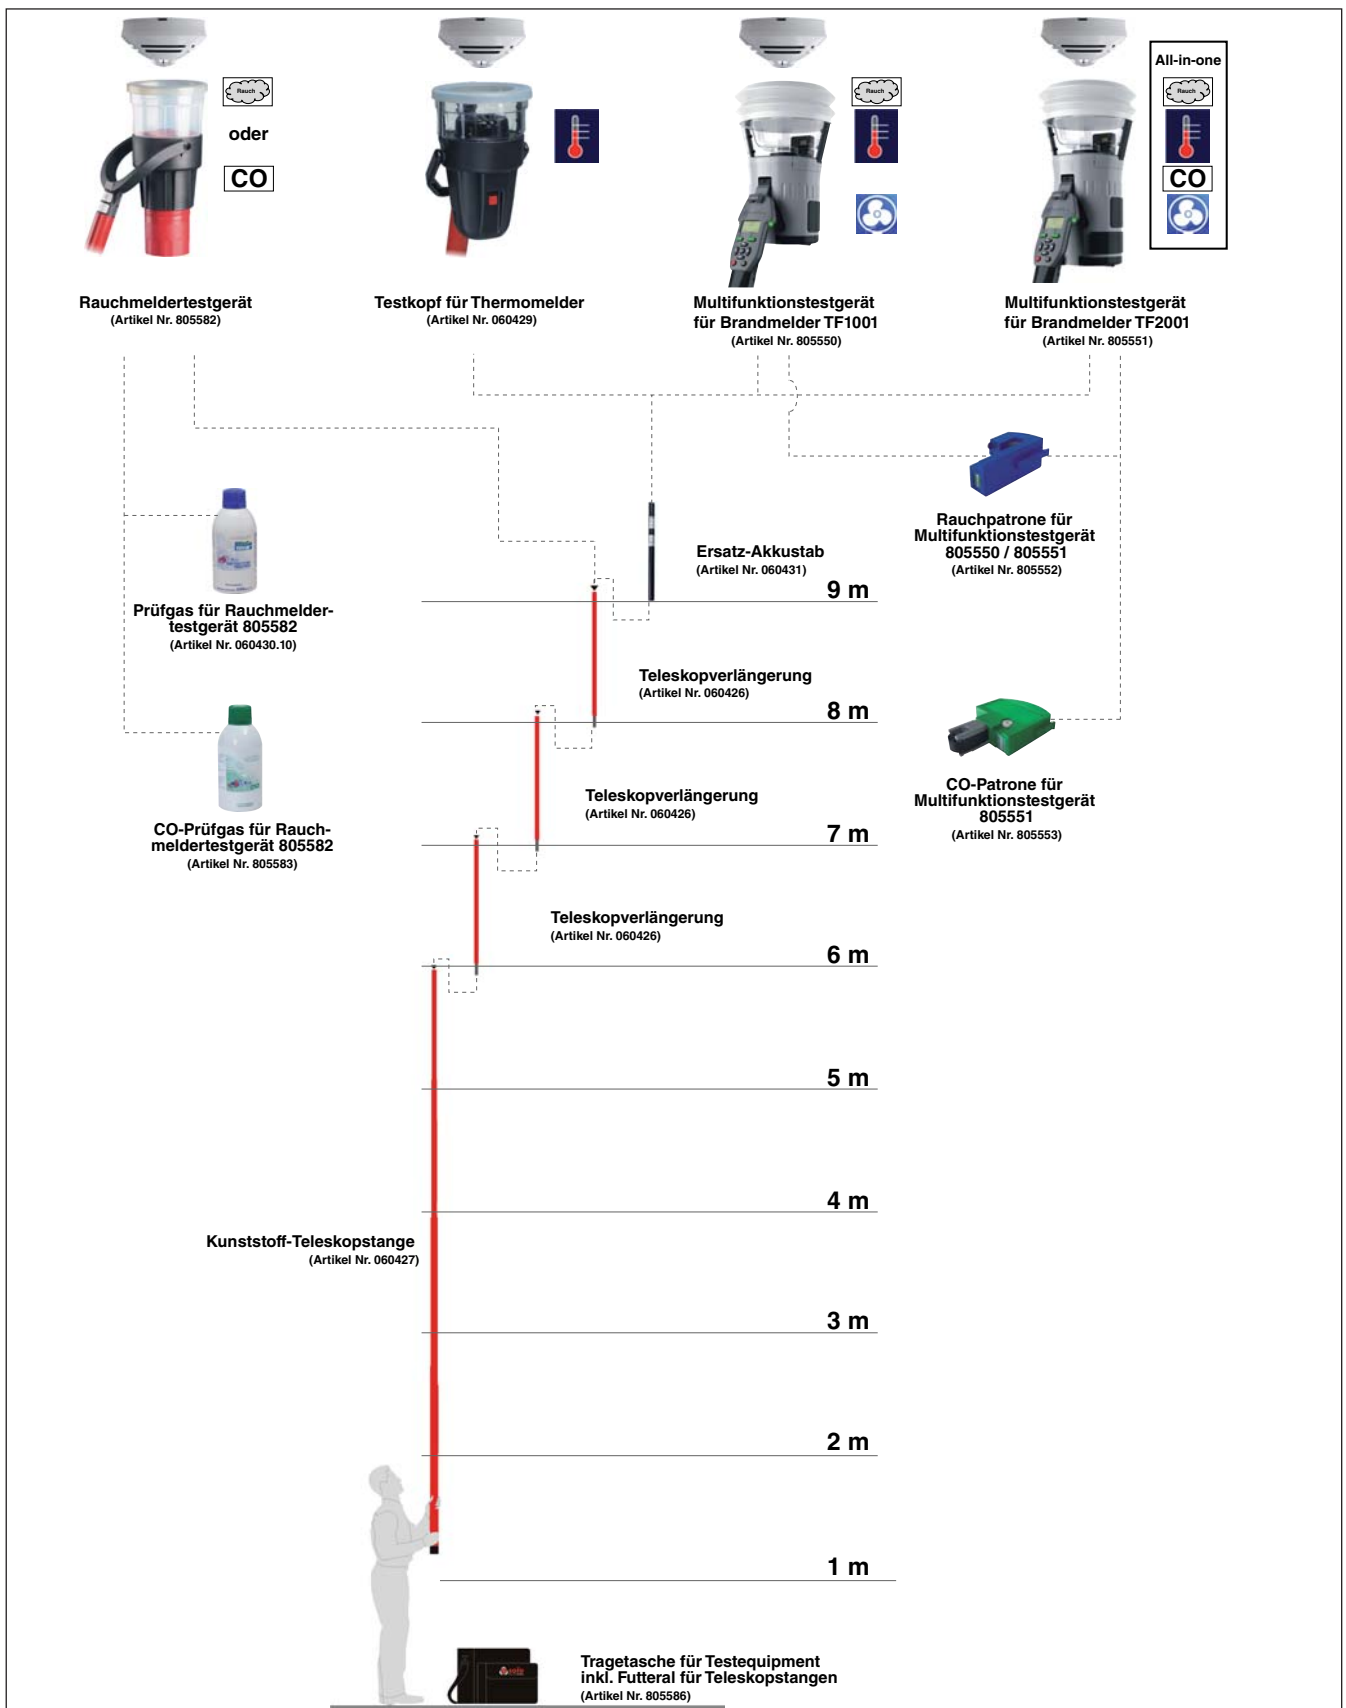 All-in-one
Rauch
oder
CO
Rauch
Rauch
CO
Rauchmeldertestgerät
(Artikel Nr. 805582)
Testkopf für Thermomelder
(Artikel Nr. 060429)
Multifunktionstestgerät
für Brandmelder TF1001
(Artikel Nr. 805550)
Multifunktionstestgerät
für Brandmelder TF2001
(Artikel Nr. 805551)
Rauchpatrone für
Multifunktionstestgerät
805550 / 805551
(Artikel Nr. 805552)
Ersatz-Akkustab
(Artikel Nr. 060431)
9 m
Prüfgas für Rauchmelder-
testgerät 805582
(Artikel Nr. 060430.10)
Teleskopverlängerung
(Artikel Nr. 060426)
8 m
CO-Patrone für
Multifunktionstestgerät
805551
(Artikel Nr. 805553)
Teleskopverlängerung
(Artikel Nr. 060426)
7 m
CO-Prüfgas für Rauch-
meldertestgerät 805582
(Artikel Nr. 805583)
Teleskopverlängerung
(Artikel Nr. 060426)
6 m
5 m
4 m
Kunststoff-Teleskopstange
(Artikel Nr. 060427)
3 m
2 m
1 m
solo
Tragetasche für Testequipment
inkl. Futteral für Teleskopstangen
(Artikel Nr. 805586)